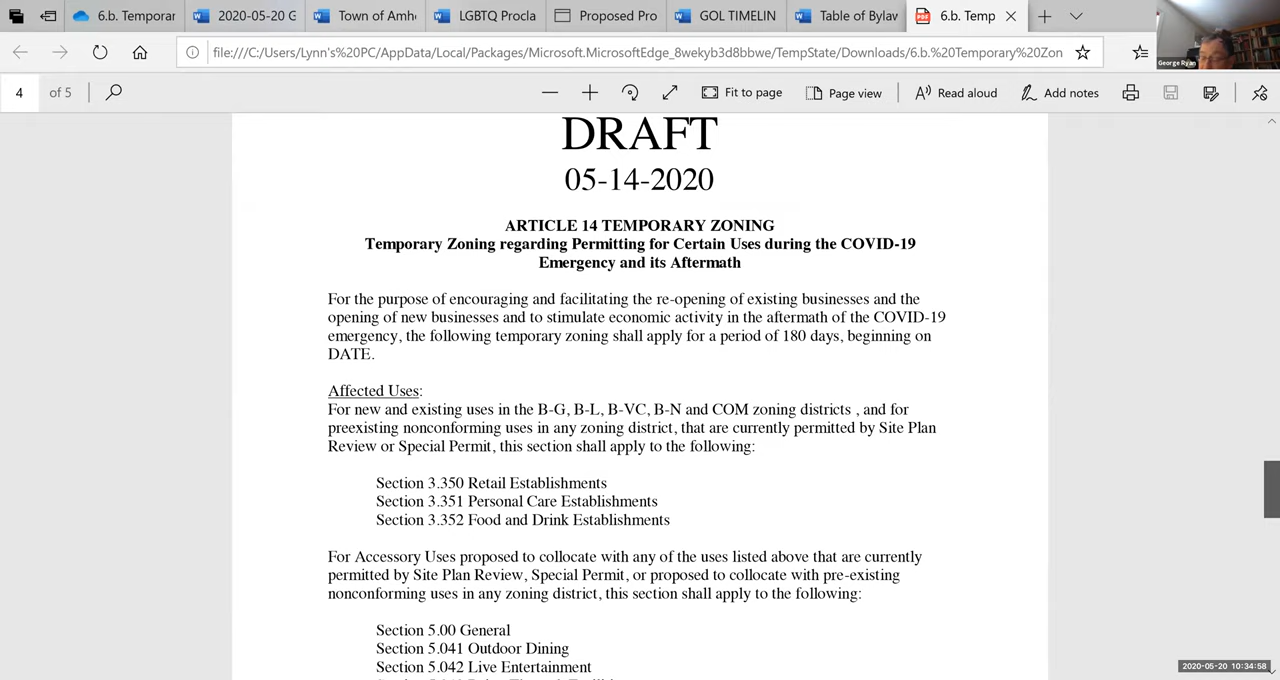 6.b. Temporar
2020-05-20 G
Town of Amh
LGBTQ Procla
Proposed Pro
GOL TIMELIN
Table of Bylaw
6.b. Temp
George Ryan
file:///C:/Users/Lynn's%20PC/AppData/Local/Packages/Microsoft.MicrosoftEdge_8wekyb3d8bbwe/TempState/Downloads/6.b.%20Temporary%20Zon
4 of 5
Fit to page
Page view
Read aloud
Add notes
DRAFT
05-14-2020
ARTICLE 14 TEMPORARY ZONING
Temporary Zoning regarding Permitting for Certain Uses during the COVID-19
Emergency and its Aftermath
For the purpose of encouraging and facilitating the re-opening of existing businesses and the
opening of new businesses and to stimulate economic activity in the aftermath of the COVID-19
emergency, the following temporary zoning shall apply for a period of 180 days, beginning on
DATE.
Affected Uses:
For new and existing uses in the B-G, B-L, B-VC, B-N and COM zoning districts , and for
preexisting nonconforming uses in any zoning district, that are currently permitted by Site Plan
Review or Special Permit, this section shall apply to the following:
Section 3.350 Retail Establishments
Section 3.351 Personal Care Establishments
Section 3.352 Food and Drink Establishments
For Accessory Uses proposed to collocate with any of the uses listed above that are currently
permitted by Site Plan Review, Special Permit, or proposed to collocate with pre-existing
nonconforming uses in any zoning district, this section shall apply to the following:
Section 5.00 General
Section 5.041 Outdoor Dining
Section 5.042 Live Entertainment
2020-05-20 10:34:58